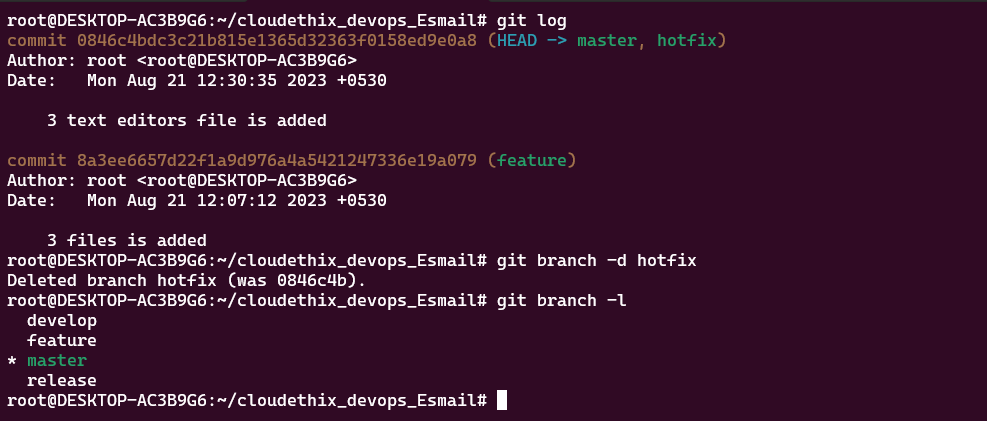 root@DESKTOP-AC3B9G6:~/cloudethix_devops_Esmail# git log
commit 0846c4bdc3c21b815e1365d32363f0158ed9e0a8 (HEAD -> master, hotfix)
Author: root <root@DESKTOP-AC3B9G6>
Date:   Mon Aug 21 12:30:35 2023 +0530

    3 text editors file is added

commit 8a3ee6657d22f1a9d976a4a5421247336e19a079 (feature)
Author: root <root@DESKTOP-AC3B9G6>
Date:   Mon Aug 21 12:07:12 2023 +0530

    3 files is added
root@DESKTOP-AC3B9G6:~/cloudethix_devops_Esmail# git branch -d hotfix
Deleted branch hotfix (was 0846c4b).
root@DESKTOP-AC3B9G6:~/cloudethix_devops_Esmail# git branch -l
  develop
  feature
* master
  release
root@DESKTOP-AC3B9G6:~/cloudethix_devops_Esmail#